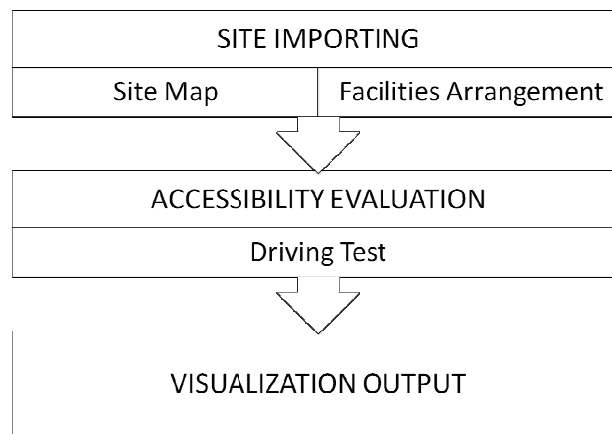 SITE IMPORTING
Site Map
Facilities Arrangement
ACCESSIBILITY EVALUATION
Driving Test
VISUALIZATION OUTPUT